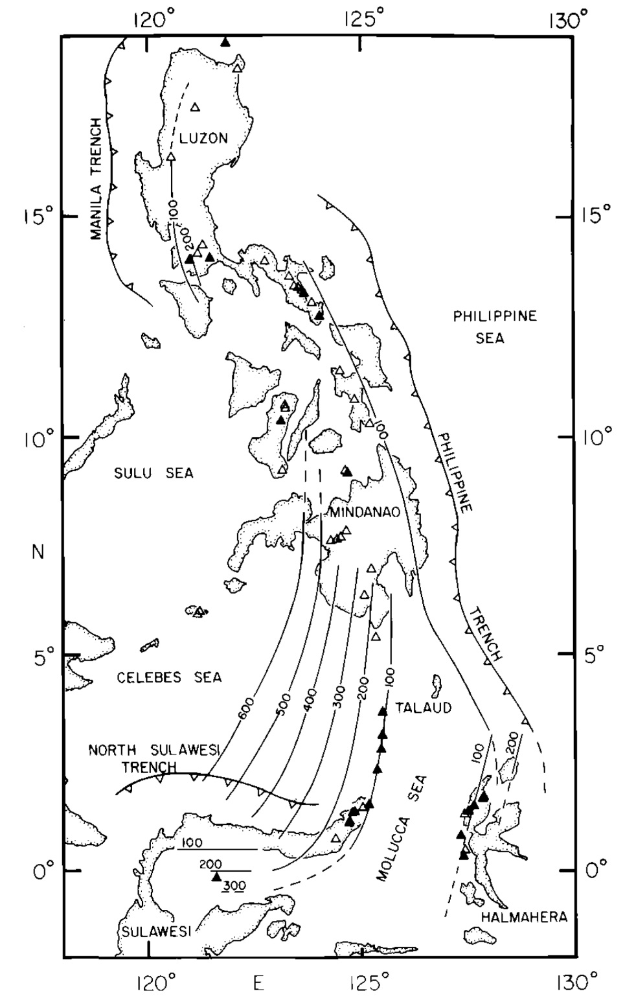 120° 125° 130°
LUZON
MANILA TRENCH
100
15° 15°
200
PHILIPPINE
SEA
100
10° 10°
PHILIPPINE
SULU SEA
MINDANAO
N
TRENCH
5° 5°
CELEBES SEA
600 500 400 300 200 100
TALAUD
NORTH SULAWESI
TRENCH
100 200
MOLUCCA SEA
100
200
0° 0°
300
HALMAHERA
SULAWESI
120° E 125° 130°